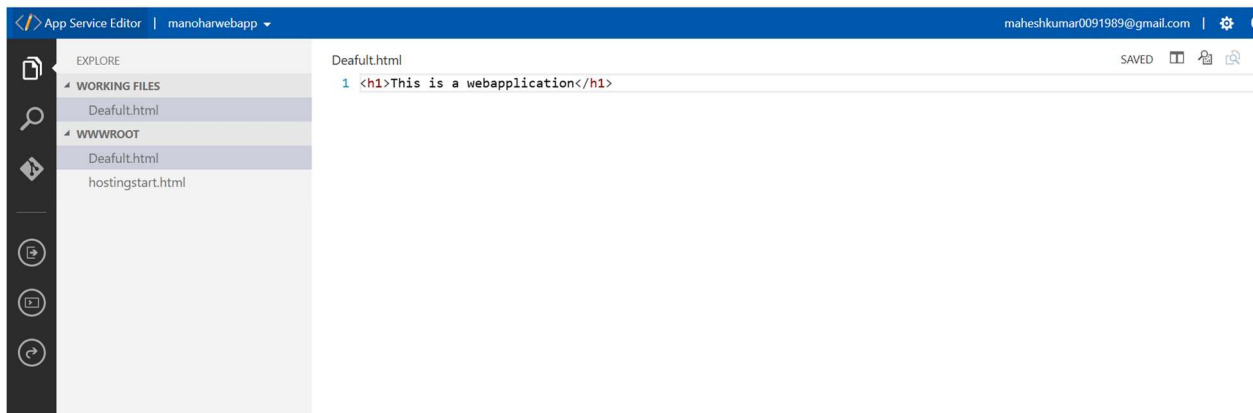 </> App Service Editor | manoharwebapp maheshkumar0091989@gmail.com |
EXPLORE
Deafult.html SAVED
WORKING FILES
1 <h1>This is a webapplication</h1>
Deafult.html
WWWROOT
Deafult.html
hostingstart.html